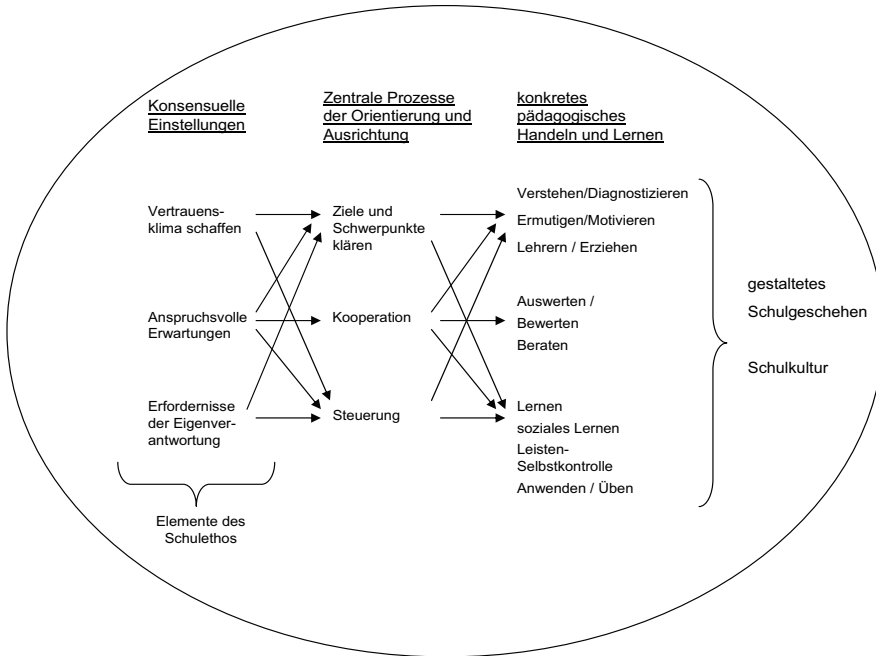 Konsensuelle
Einstellungen
Zentrale Prozesse
der Orientierung und
Ausrichtung
konkretes
pädagogisches
Handeln und Lernen
Vertrauens-
klima schaffen
Anspruchsvolle
Erwartungen
Erfordernisse
der Eigenver-
antwortung
Elemente des
Schulethos
Ziele und
Schwerpunkte
klären
Kooperation
Steuerung
Verstehen/Diagnostizieren
Ermutigen/Motivieren
Lehrern / Erziehen
Auswerten /
Bewerten
Beraten
Lernen
soziales Lernen
Leisten-
Selbstkontrolle
Anwenden / Üben
gestaltetes
Schulgeschehen
Schulkultur